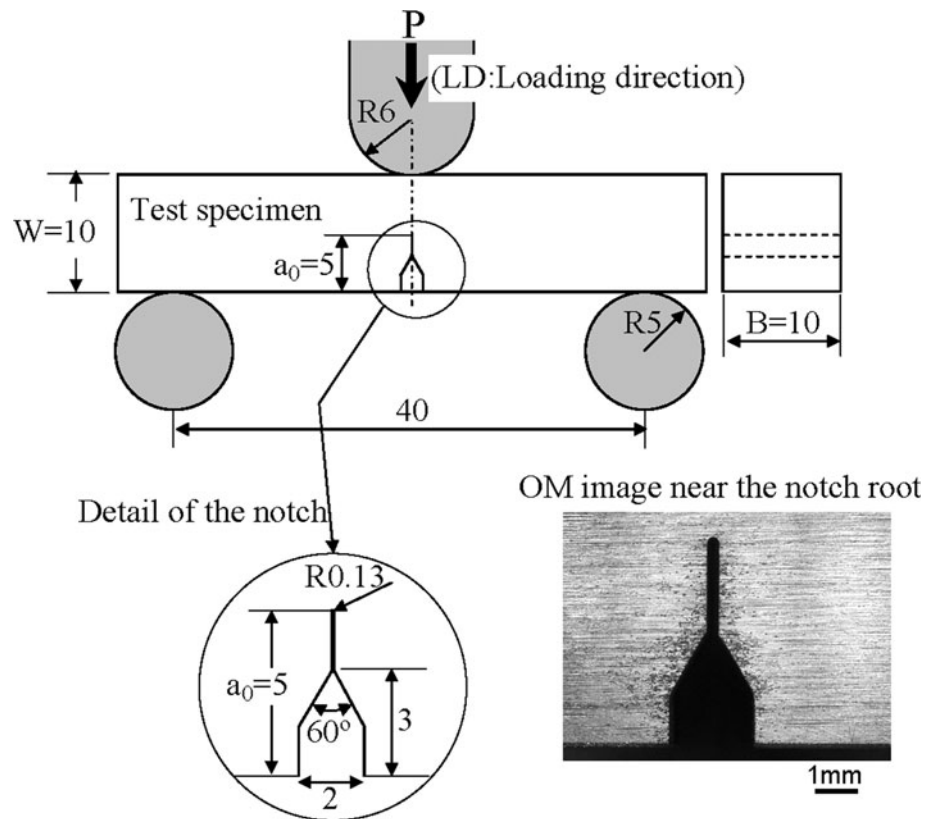 P
(LD:Loading direction)
R6
Test specimen
W=10
a₀=5
R5
B=10
40
OM image near the notch root
Detail of the notch
R0.13
a₀=5
60°
3
2
1mm